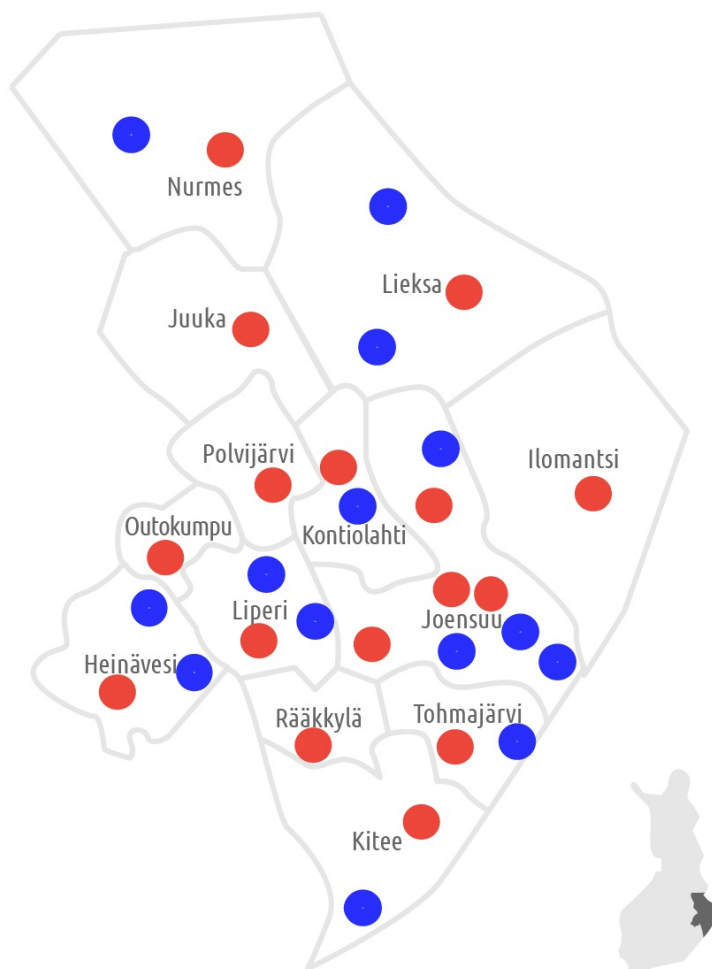 Nurmes
Lieksa
Juuka
Polvijärvi
Ilomantsi
Outokumpu
Kontiolahti
Liperi
Joensuu
Heinävesi
Rääkkylä
Tohmajärvi
Kitee